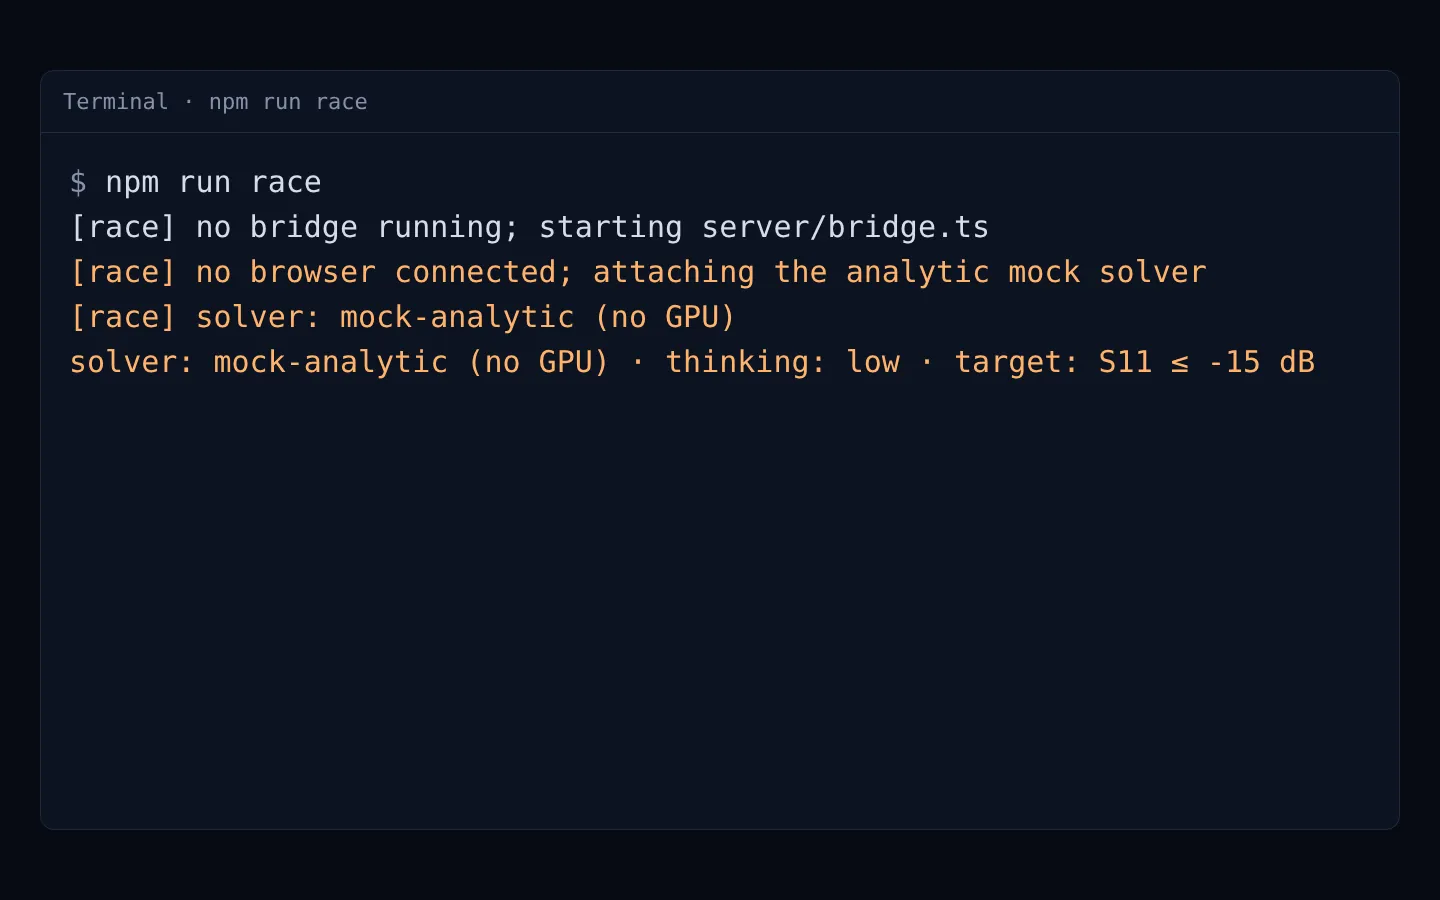 Terminal · npm run race
$ npm run race
[race] no bridge running; starting server/bridge.ts
[race] no browser connected; attaching the analytic mock solver
[race] solver: mock-analytic (no GPU)
solver: mock-analytic (no GPU) · thinking: low · target: S11 ≤ -15 dB